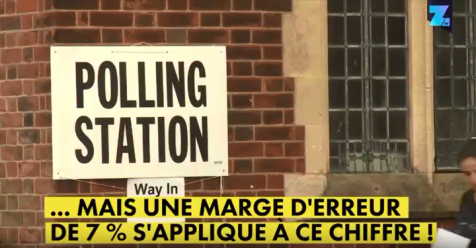 POLLING
STATION
Way In
... MAIS UNE MARGE D'ERREUR
DE 7 % S'APPLIQUE À CE CHIFFRE !